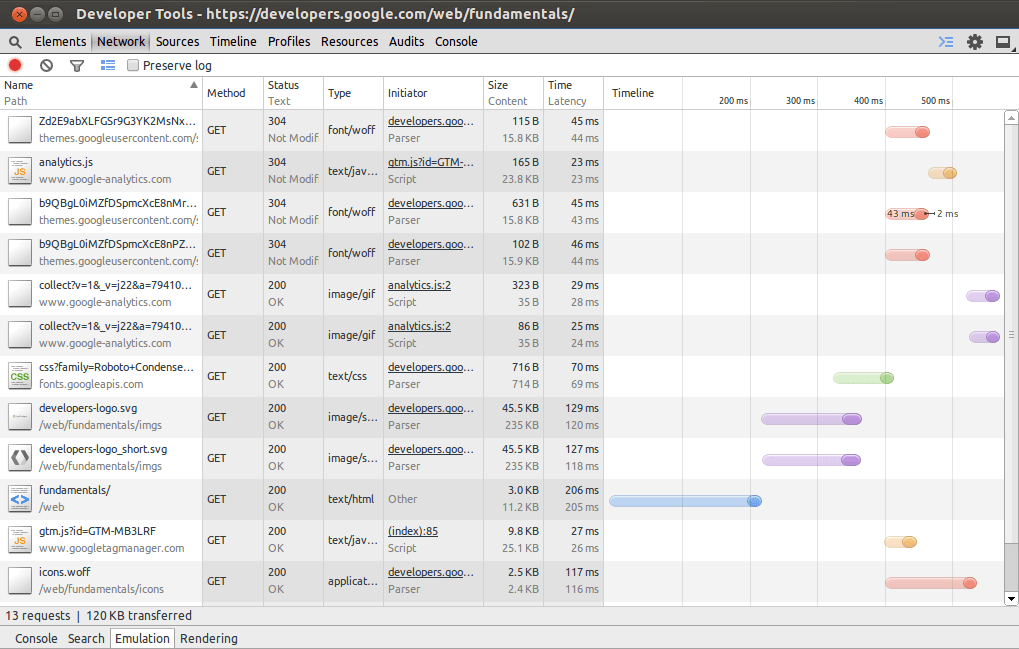 Developer Tools - https://developers.google.com/web/fundamentals/
Elements Network Sources Timeline Profiles Resources Audits Console
Preserve log
Name Path Method Status Text Type Initiator Size Content Time Latency Timeline 200 ms 300 ms 400 ms 500 ms
Zd2E9abXLFGSr9G3YK2MsNx... GET 304 font/woff developers.goo... 115 B 45 ms
themes.googleusercontent.com/s Not Modif Parser 15.8 KB 44 ms
analytics.js GET 304 text/jav... gtm.js?id=GTM-... 165 B 23 ms
www.google-analytics.com Not Modif Script 23.8 KB 23 ms
b9QBgL0iMZfDSpmcXcE8nMr... GET 304 font/woff developers.goo... 631 B 45 ms 43 ms 2 ms
themes.googleusercontent.com/s Not Modif Parser 15.8 KB 43 ms
b9QBgL0iMZfDSpmcXcE8nPZ... GET 304 font/woff developers.goo... 102 B 46 ms
themes.googleusercontent.com/s Not Modif Parser 15.9 KB 44 ms
collect?v=1&_v=j22&a=79410... GET 200 image/gif analytics.js:2 323 B 29 ms
www.google-analytics.com OK Script 35 B 28 ms
collect?v=1&_v=j22&a=79410... GET 200 image/gif analytics.js:2 86 B 25 ms
www.google-analytics.com OK Script 35 B 24 ms
CSS css?family=Roboto+Condense... GET 200 text/css developers.goo... 716 B 70 ms
fonts.googleapis.com OK Parser 714 B 69 ms
developers-logo.svg GET 200 image/s... developers.goo... 45.5 KB 129 ms
/web/fundamentals/imgs OK Parser 235 KB 120 ms
developers-logo_short.svg GET 200 image/s... developers.goo... 45.5 KB 127 ms
/web/fundamentals/imgs OK Parser 235 KB 118 ms
fundamentals/ GET 200 text/html Other 3.0 KB 206 ms
/web OK 11.2 KB 205 ms
JS gtm.js?id=GTM-MB3LRF GET 200 text/jav... (index):85 9.8 KB 27 ms
www.googletagmanager.com OK Script 25.1 KB 26 ms
icons.woff GET 200 applicat... developers.goo... 2.5 KB 117 ms
/web/fundamentals/icons OK Parser 2.4 KB 116 ms
13 requests | 120 KB transferred
Console Search Emulation Rendering